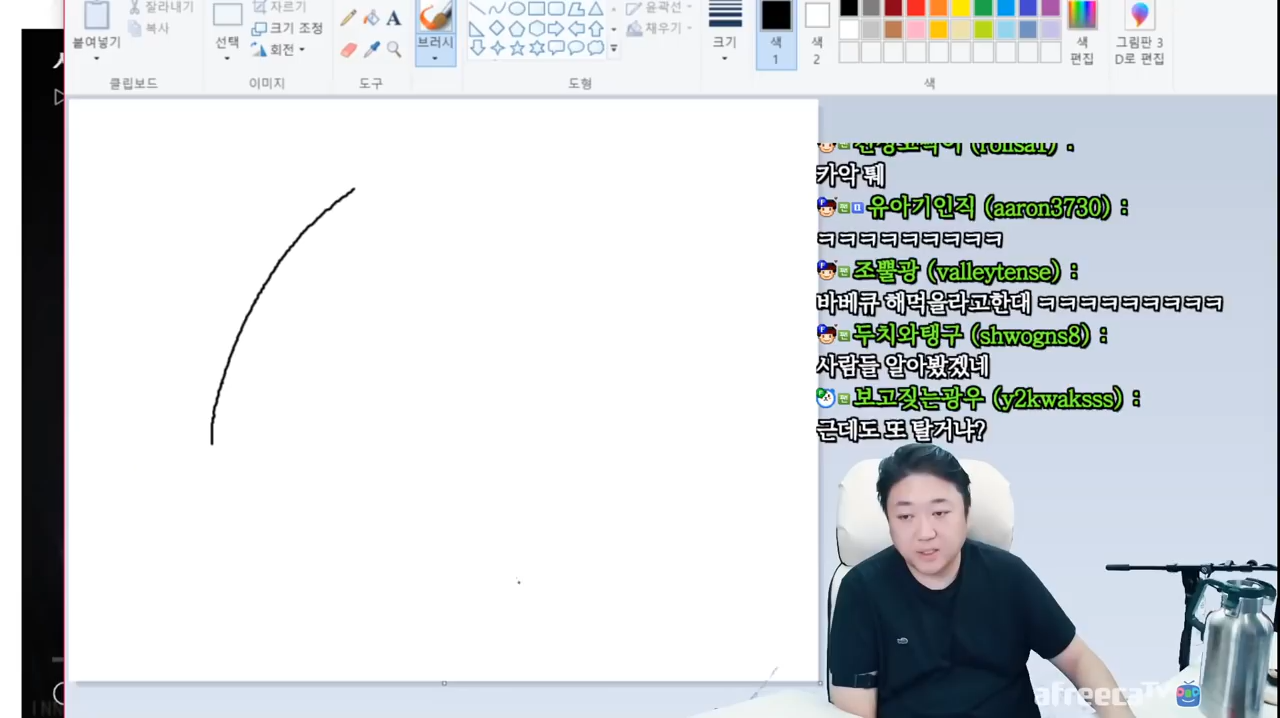 잘라내기
자르기
윤곽선
붙여넣기
복사
선택
크기 조정
회전
A
브러시
채우기
크기
색
1
색
2
색
편집
그림판 3
D로 편집
클립보드
이미지
도구
도형
색
카악 퉤
유아기인직 (aaron3730) :
ㅋㅋㅋㅋㅋㅋㅋㅋㅋ
조뿔광 (valleytense) :
바베큐 해먹을라고한대 ㅋㅋㅋㅋㅋㅋㅋㅋㅋ
두치와탱구 (shwogns8) :
사람들 알아봤겠네
보고짖는광우 (y2kwaksss) :
근데도 또 탈거냐?
afreecaTV